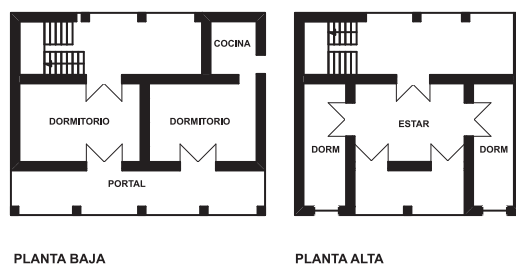 COCINA
DORMITORIO DORMITORIO
PORTAL
PLANTA BAJA
ESTAR
DORM DORM
PLANTA ALTA